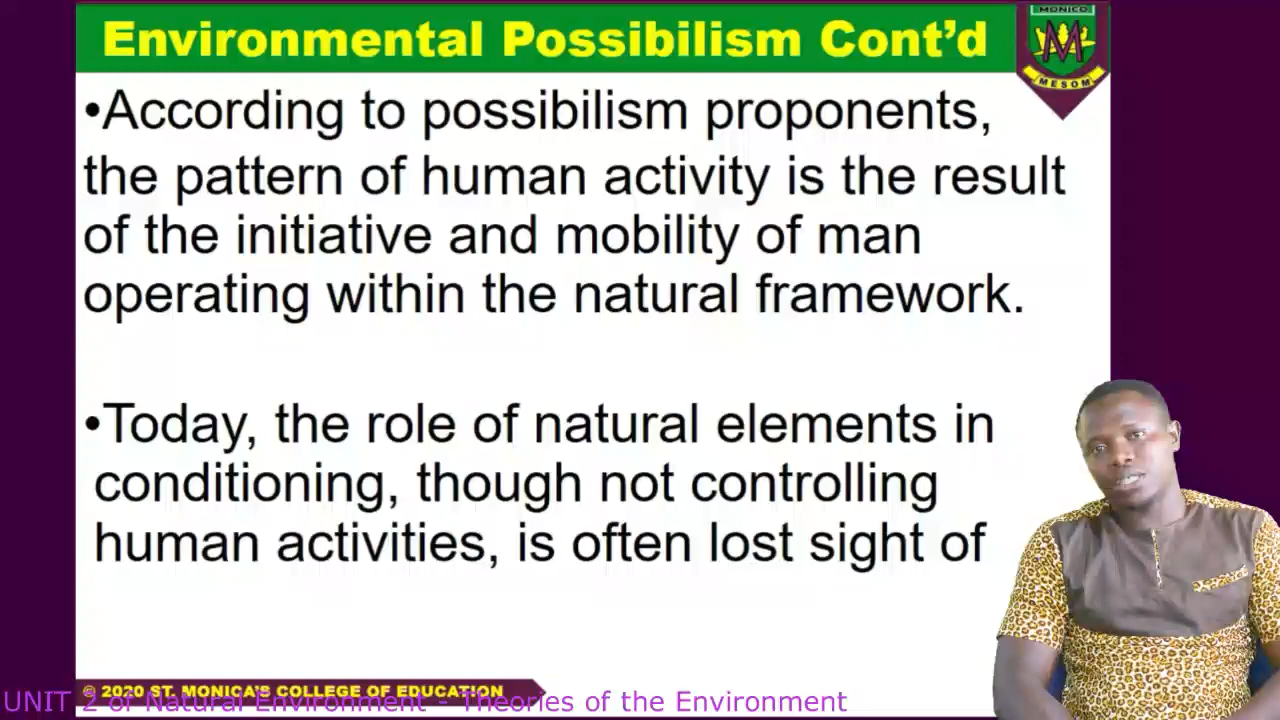 Environmental Possibilism Cont'd
MONICO
M
MESOM
•According to possibilism proponents,
the pattern of human activity is the result
of the initiative and mobility of man
operating within the natural framework.
•Today, the role of natural elements in
conditioning, though not controlling
human activities, is often lost sight of
© 2020 ST. MONICA'S COLLEGE OF EDUCATION
UNIT 2 of Natural Environment - Theories of the Environment